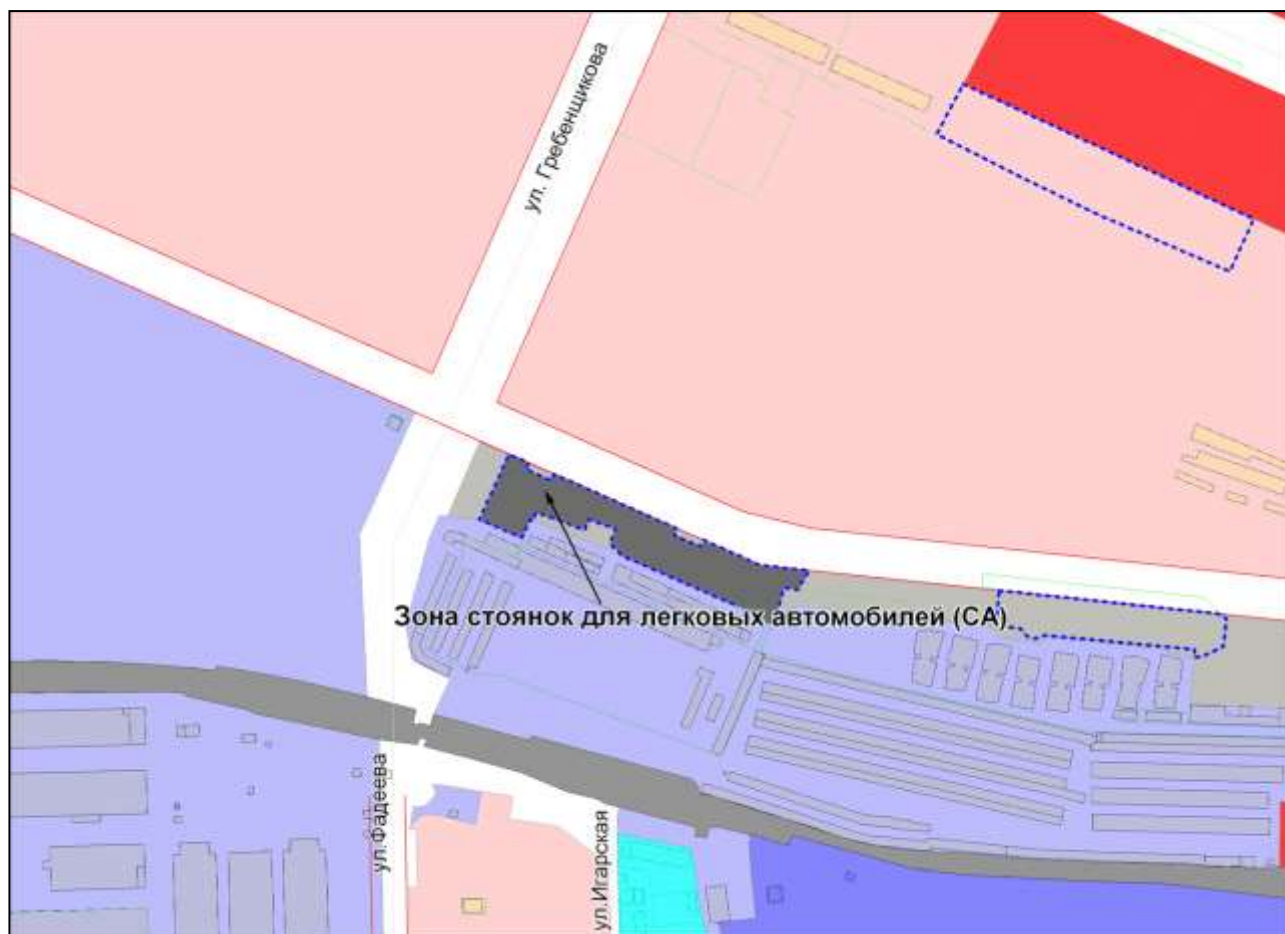 ул. Гребенщикова
Зона стоянок для легковых автомобилей (СА)
ул.Фадеева
ул.Игарская